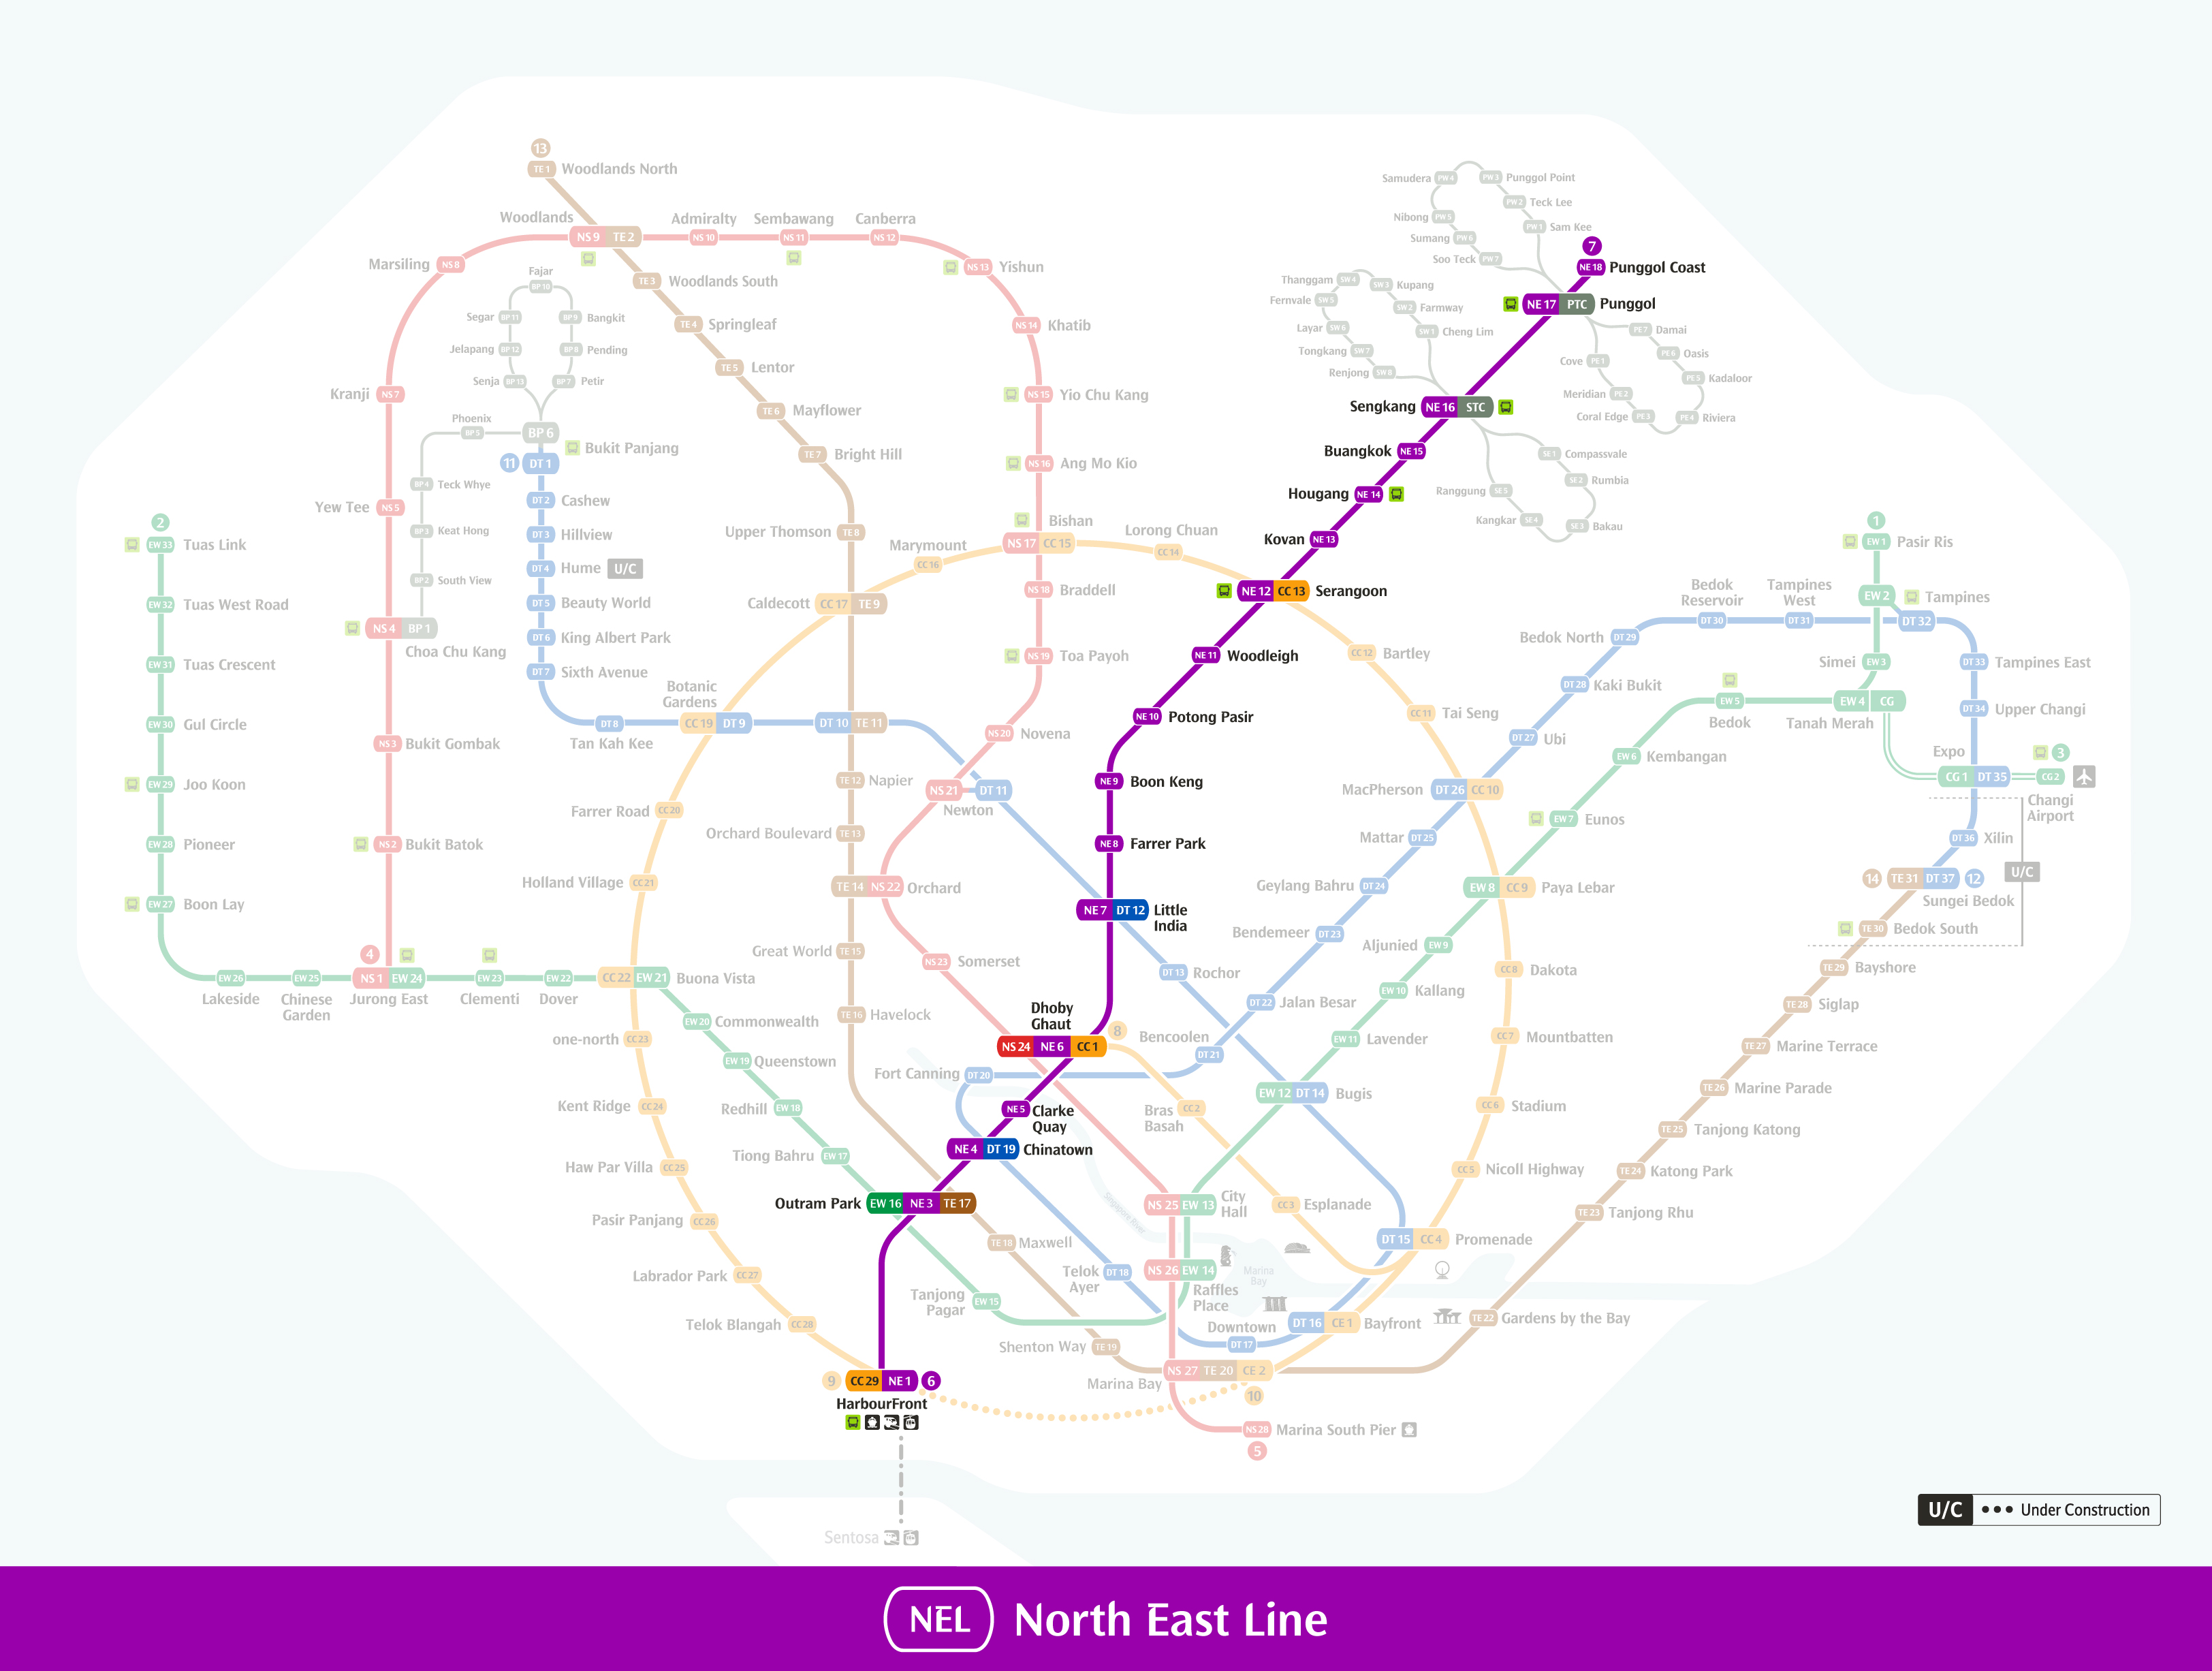 13
TE 1 Woodlands North
Woodlands
NS 9 TE 2
Admiralty
NS 10
Sembawang
NS 11
Canberra
NS 12
Marsiling NS 8
NS 13 Yishun
TE 3 Woodlands South
NS 14 Khatib
TE 4 Springleaf
TE 5 Lentor
TE 6 Mayflower
TE 7 Bright Hill
Upper Thomson TE 8
Kranji NS 7
Yew Tee NS 5
NS 4 BP 1
Choa Chu Kang
NS 3 Bukit Gombak
NS 2 Bukit Batok
4
NS 1 EW 24
Jurong East
Fajar
BP 10
Segar BP 11
BP 9 Bangkit
Jelapang BP 12
BP 8 Pending
Senja BP 13
BP 7 Petir
Phoenix
BP 5
BP 6
Bukit Panjang
11 DT 1
BP 4 Teck Whye
BP 3 Keat Hong
BP 2 South View
DT 2 Cashew
DT 3 Hillview
DT 4 Hume U/C
DT 5 Beauty World
DT 6 King Albert Park
DT 7 Sixth Avenue
DT 8
Tan Kah Kee
Botanic
Gardens
CC 19 DT 9
DT 10 TE 11
NS 15 Yio Chu Kang
NS 16 Ang Mo Kio
Bishan
NS 17 CC 15
Marymount
CC 16
Lorong Chuan
CC 14
Caldecott CC 17 TE 9
NS 18 Braddell
NS 19 Toa Payoh
NS 20 Novena
NS 21 DT 11
Newton
TE 12 Napier
Orchard Boulevard TE 13
TE 14 NS 22 Orchard
Great World TE 15
NS 23 Somerset
TE 16 Havelock
Samudera PW 4
PW 3 Punggol Point
PW 2 Teck Lee
Nibong PW 5
PW 1 Sam Kee
Sumang PW 6
Soo Teck PW 7
7
NE 18 Punggol Coast
NE 17 PTC Punggol
Thanggam SW 4
SW 3 Kupang
Fernvale SW 5
SW 2 Farmway
Layar SW 6
SW 1 Cheng Lim
Tongkang SW 7
Renjong SW 8
PE 7 Damai
PE 6 Oasis
Cove PE 1
PE 5 Kadaloor
Meridian PE 2
Coral Edge PE 3
PE 4 Riviera
Sengkang NE 16 STC
Buangkok NE 15
Hougang NE 14
Kovan NE 13
NE 12 CC 13 Serangoon
NE 11 Woodleigh
NE 10 Potong Pasir
NE 9 Boon Keng
NE 8 Farrer Park
NE 7 DT 12 Little
India
SE 1 Compassvale
SE 2 Rumbia
Ranggung SE 5
Kangkar SE 4
SE 3 Bakau
2
EW 33 Tuas Link
EW 32 Tuas West Road
EW 31 Tuas Crescent
EW 30 Gul Circle
EW 29 Joo Koon
EW 28 Pioneer
EW 27 Boon Lay
EW 26
Lakeside
EW 25
Chinese
Garden
EW 23
Clementi
EW 22
Dover
CC 22 EW 21 Buona Vista
EW 20 Commonwealth
EW 19 Queenstown
Redhill EW 18
Tiong Bahru EW 17
Farrer Road CC 20
Holland Village CC 21
one-north CC 23
Kent Ridge CC 24
Haw Par Villa CC 25
Pasir Panjang CC 26
Labrador Park CC 27
Telok Blangah CC 28
1
EW 1 Pasir Ris
EW 2 Tampines
DT 32
Bedok
Reservoir
DT 30
Tampines
West
DT 31
Bedok North DT 29
Simei EW 3
DT 33 Tampines East
DT 28 Kaki Bukit
EW 5
Bedok
EW 4 CG
Tanah Merah
DT 34 Upper Changi
DT 27 Ubi
EW 6 Kembangan
Expo
CG 1 DT 35
3
CG 2
Changi
Airport
CC 12 Bartley
CC 11 Tai Seng
MacPherson DT 26 CC 10
EW 7 Eunos
Mattar DT 25
DT 36 Xilin
U/C
14 TE 31 DT 37 12
Sungei Bedok
TE 30 Bedok South
Geylang Bahru DT 24
EW 8 CC 9 Paya Lebar
Bendemeer DT 23
Aljunied EW 9
DT 13 Rochor
CC 8 Dakota
TE 29 Bayshore
DT 22 Jalan Besar
EW 10 Kallang
TE 28 Siglap
Dhoby
Ghaut
NS 24 NE 6 CC 1
8
Bencoolen
DT 21
EW 11 Lavender
CC 7 Mountbatten
TE 27 Marine Terrace
Fort Canning DT 20
TE 26 Marine Parade
NE 5 Clarke
Quay
Bras
Basah
CC 2
EW 12 DT 14 Bugis
CC 6 Stadium
TE 25 Tanjong Katong
NE 4 DT 19 Chinatown
CC 5 Nicoll Highway
TE 24 Katong Park
Outram Park EW 16 NE 3 TE 17
Singapore River
NS 25 EW 13
City
Hall
CC 3 Esplanade
TE 23 Tanjong Rhu
TE 18 Maxwell
DT 15 CC 4 Promenade
Telok
Ayer
DT 18
NS 26 EW 14
Raffles
Place
Marina
Bay
Tanjong
Pagar
EW 15
Downtown
DT 17
DT 16 CE 1 Bayfront
TE 22 Gardens by the Bay
Shenton Way TE 19
NS 27 TE 20 CE 2
Marina Bay
10
9 CC 29 NE 1 6
HarbourFront
NS 28 Marina South Pier
5
Sentosa
U/C Under Construction
NEL North East Line